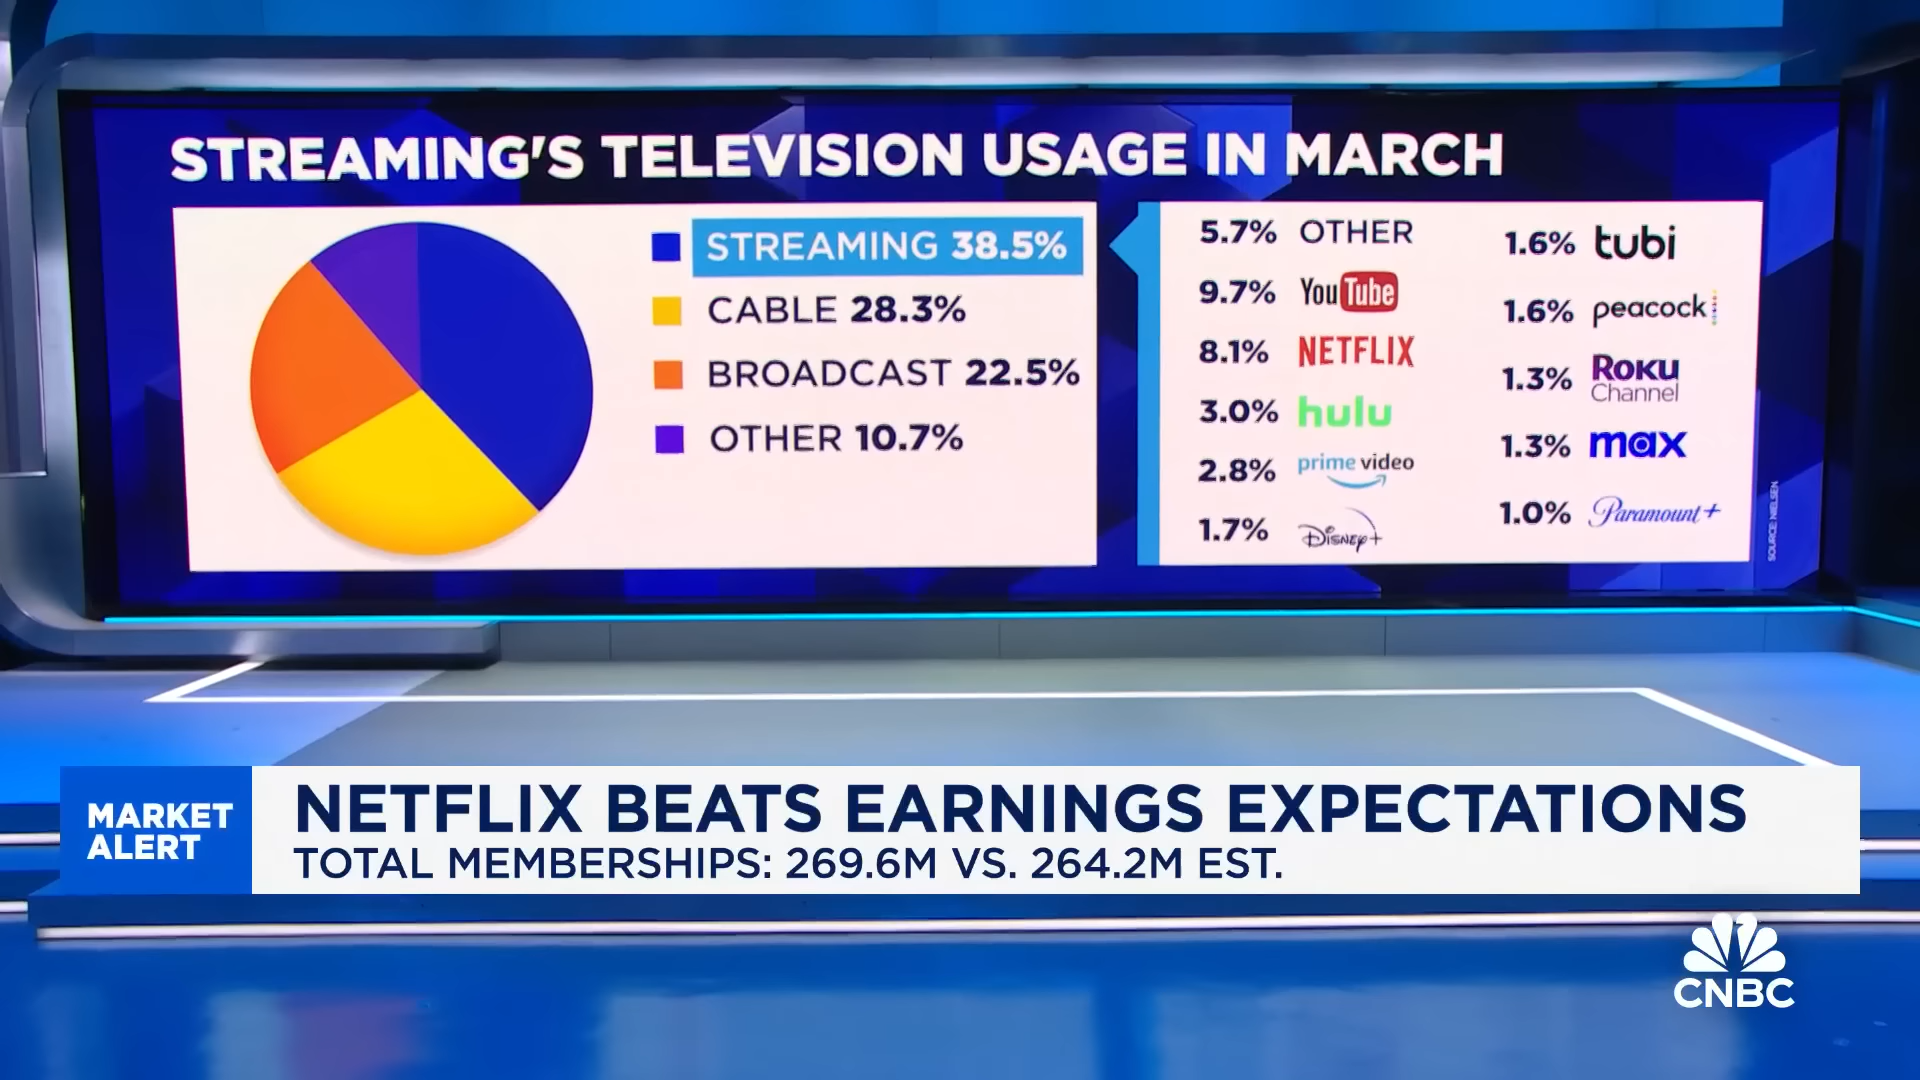 STREAMING'S TELEVISION USAGE IN MARCH
STREAMING 38.5%
CABLE 28.3%
BROADCAST 22.5%
OTHER 10.7%
5.7% OTHER
9.7% YouTube
8.1% NETFLIX
3.0% hulu
2.8% prime video
1.7% Disney+
1.6% tubi
1.6% peacock
1.3% Roku Channel
1.3% max
1.0% Paramount+
SOURCE: NIELSEN
MARKET ALERT
NETFLIX BEATS EARNINGS EXPECTATIONS
TOTAL MEMBERSHIPS: 269.6M VS. 264.2M EST.
CNBC